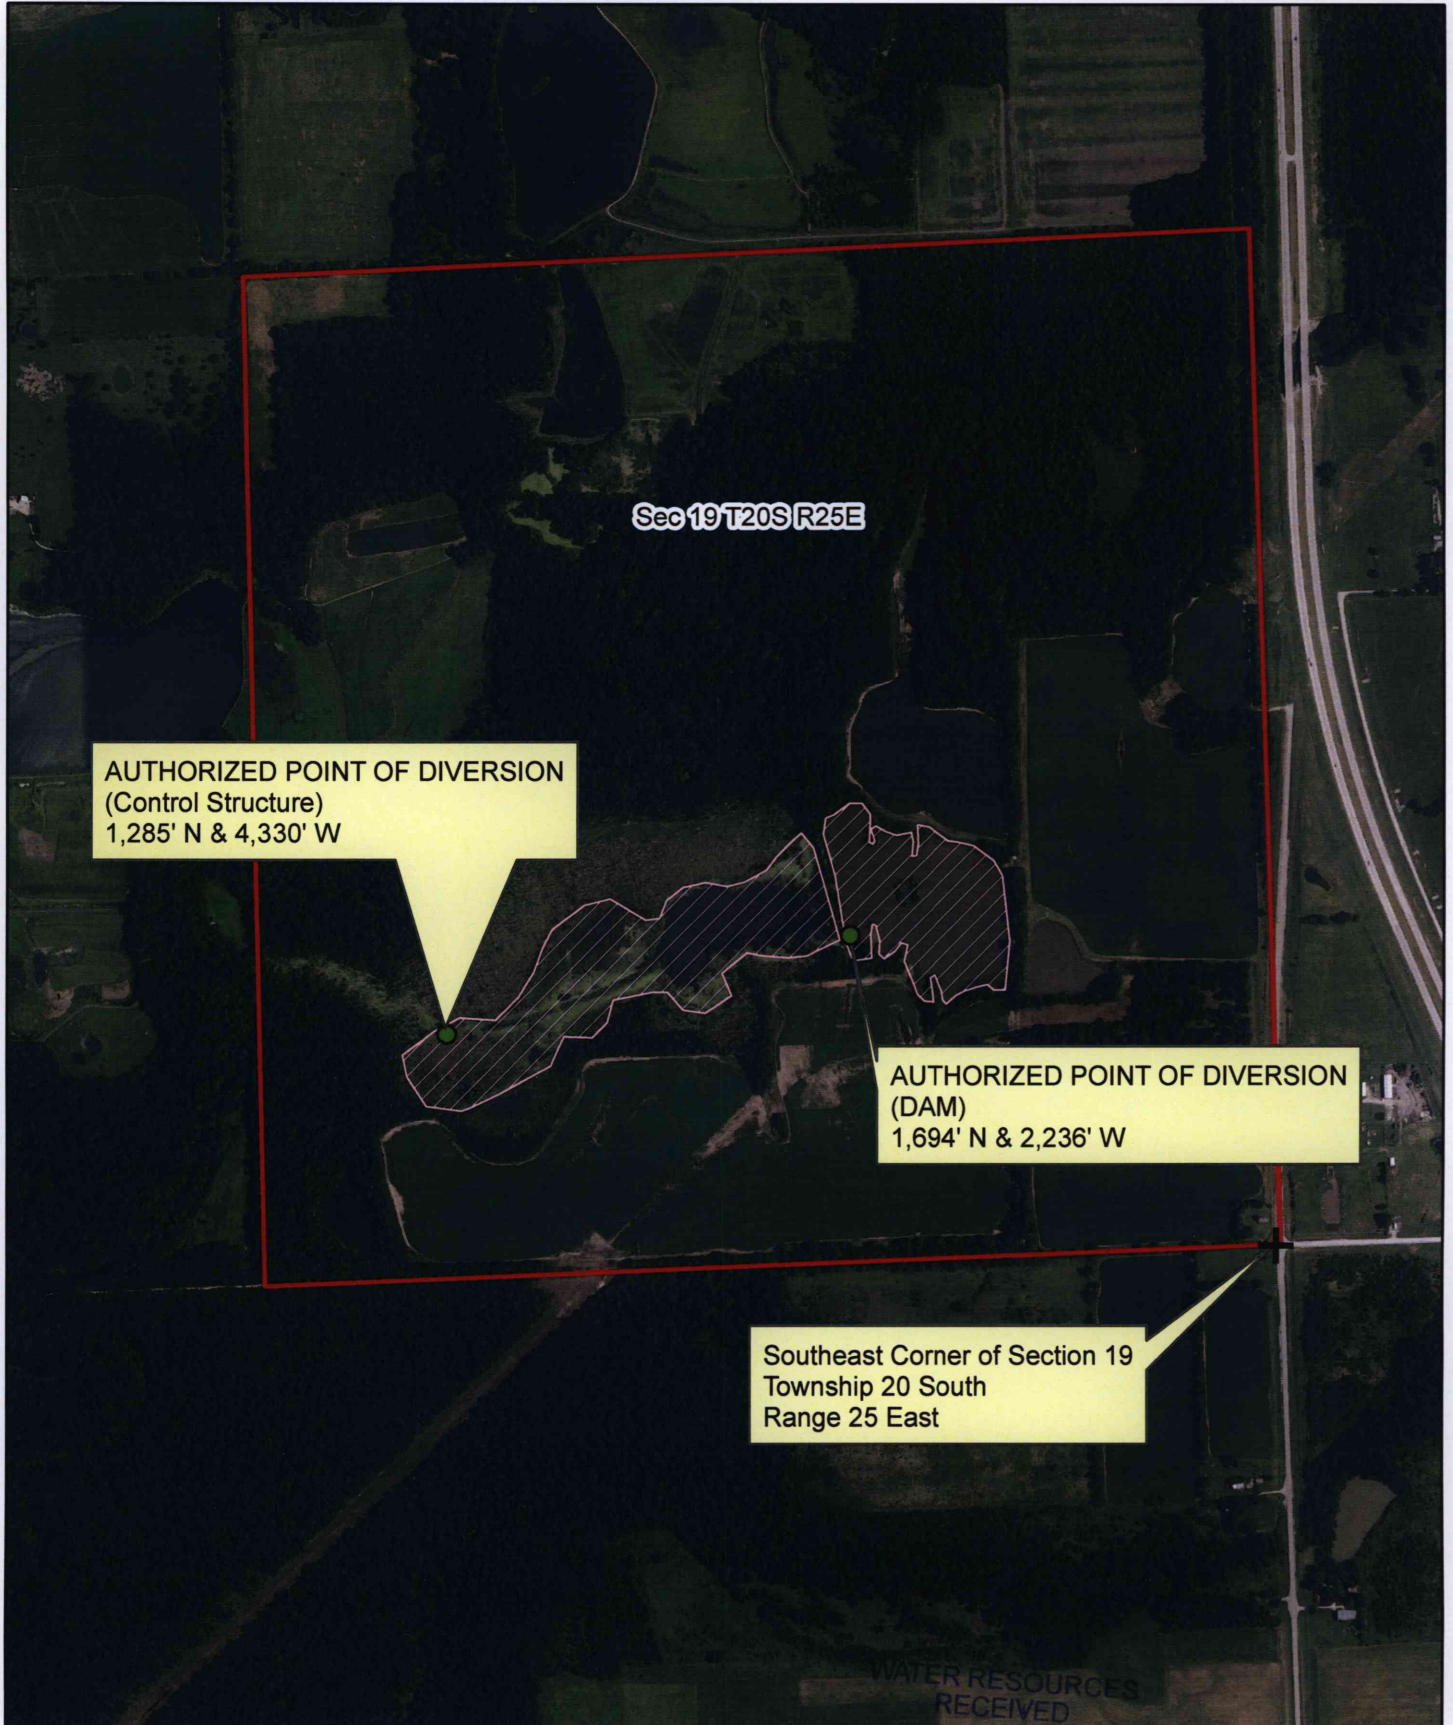 Sec 19 T20S R25E
AUTHORIZED POINT OF DIVERSION
(Control Structure)
1,285' N & 4,330' W
AUTHORIZED POINT OF DIVERSION
(DAM)
1,694' N & 2,236' W
Southeast Corner of Section 19
Township 20 South
Range 25 East
WATER RESOURCES
RECEIVED